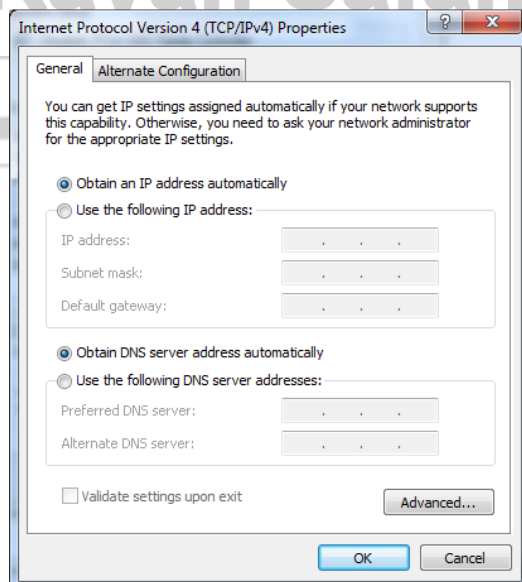 Internet Protocol Version 4 (TCP/IPv4) Properties
General
Alternate Configuration
You can get IP settings assigned automatically if your network supports
this capability. Otherwise, you need to ask your network administrator
for the appropriate IP settings.
Obtain an IP address automatically
Use the following IP address:
IP address:
Subnet mask:
Default gateway:
Obtain DNS server address automatically
Use the following DNS server addresses:
Preferred DNS server:
Alternate DNS server:
Validate settings upon exit
Advanced...
OK
Cancel